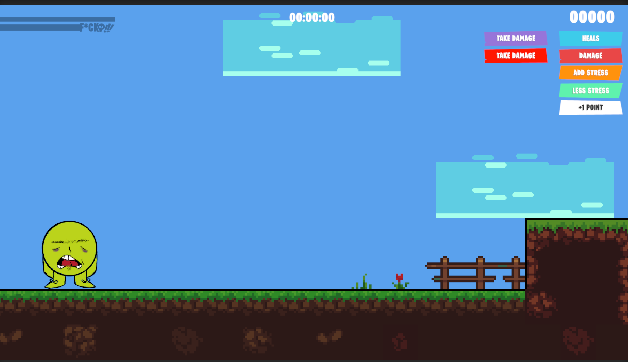 00:00:00
00000
TAKE DAMAGE
HEALS
TAKE DAMAGE
DAMAGE
ADD STRESS
LESS STRESS
+1 POINT